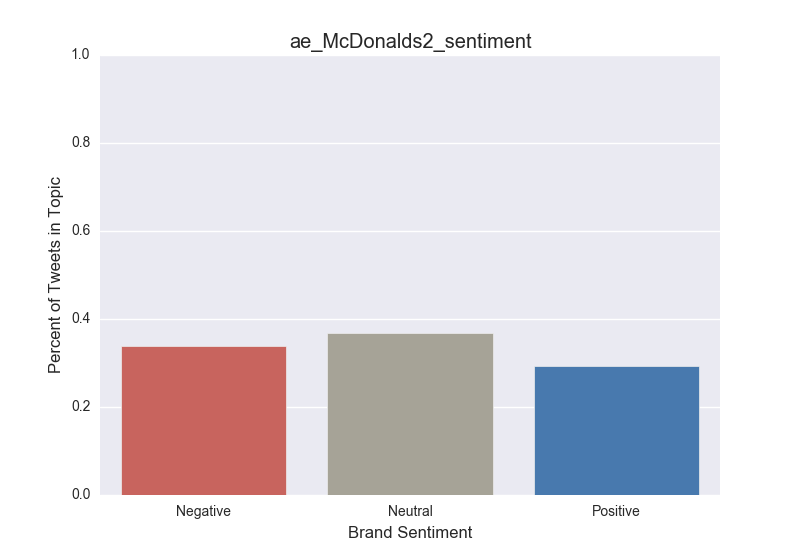 ae_McDonalds2_sentiment
1.0
0.8
0.6
0.4
0.2
0.0
Percent of Tweets in Topic
Negative
Neutral
Positive
Brand Sentiment